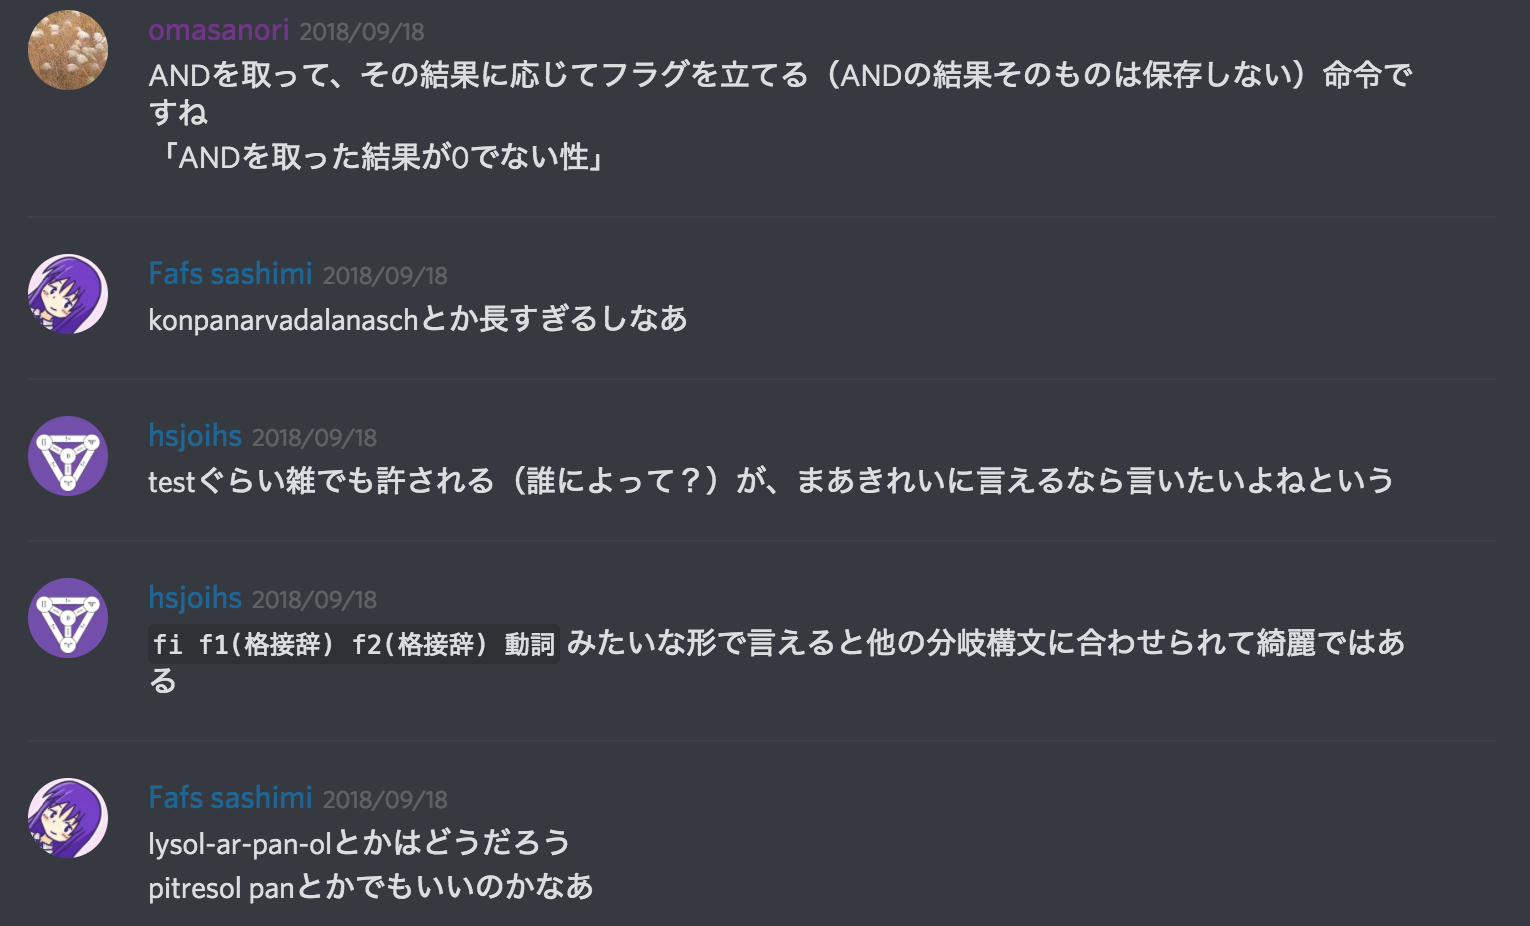 omasanori 2018/09/18
ANDを取って、その結果に応じてフラグを立てる（ANDの結果そのものは保存しない）命令で
すね
「ANDを取った結果が0でない性」
Fafs sashimi 2018/09/18
konpanarvadalanaschとか長すぎるしなあ
hsjoihs 2018/09/18
testぐらい雑でも許される（誰によって？）が、まあきれいに言えるなら言いたいよねという
hsjoihs 2018/09/18
fi f1(格接辞) f2(格接辞) 動詞 みたいな形で言えると他の分岐構文に合わせられて綺麗ではあ
る
Fafs sashimi 2018/09/18
lysol-ar-pan-olとかはどうだろう
pitresol panとかでもいいのかなあ